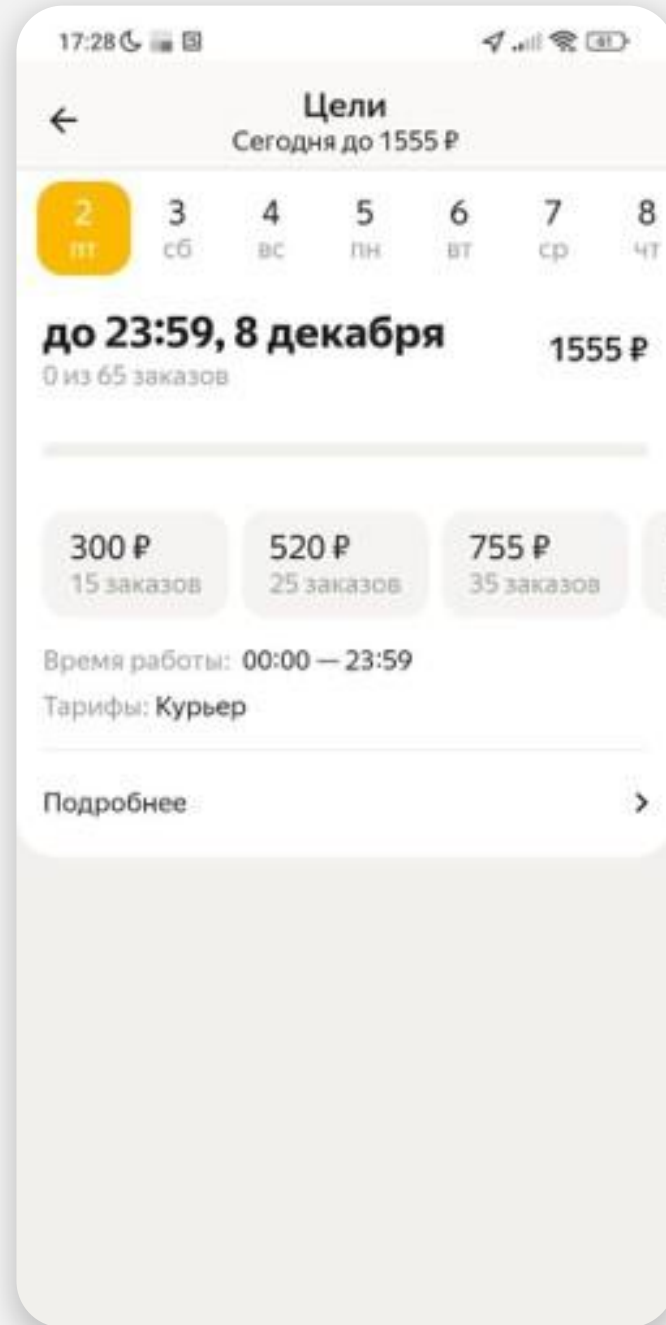 17:28
61
Цели
Сегодня до 1555 ₽
2 3 4 5 6 7 8
пт сб вс пн вт ср чт
до 23:59, 8 декабря
1555 ₽
0 из 65 заказов
300 ₽ 520 ₽ 755 ₽
15 заказов 25 заказов 35 заказов
Время работы: 00:00 — 23:59
Тарифы: Курьер
Подробнее